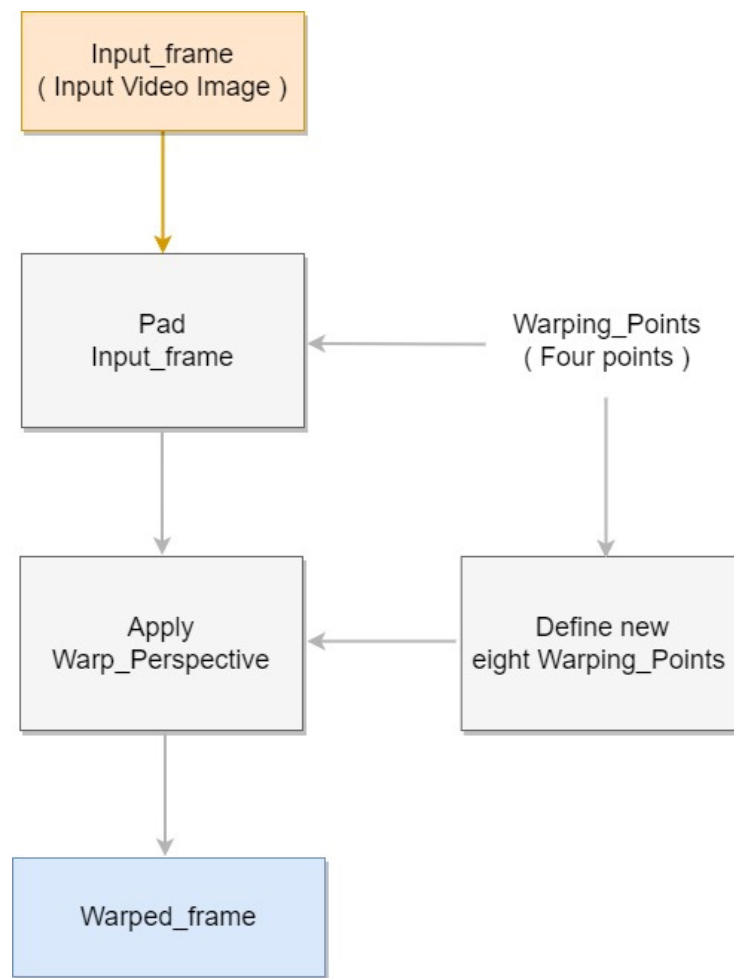 Input_frame
( Input Video Image )
Pad
Input_frame
Warping_Points
( Four points )
Apply
Warp_Perspective
Define new
eight Warping_Points
Warped_frame